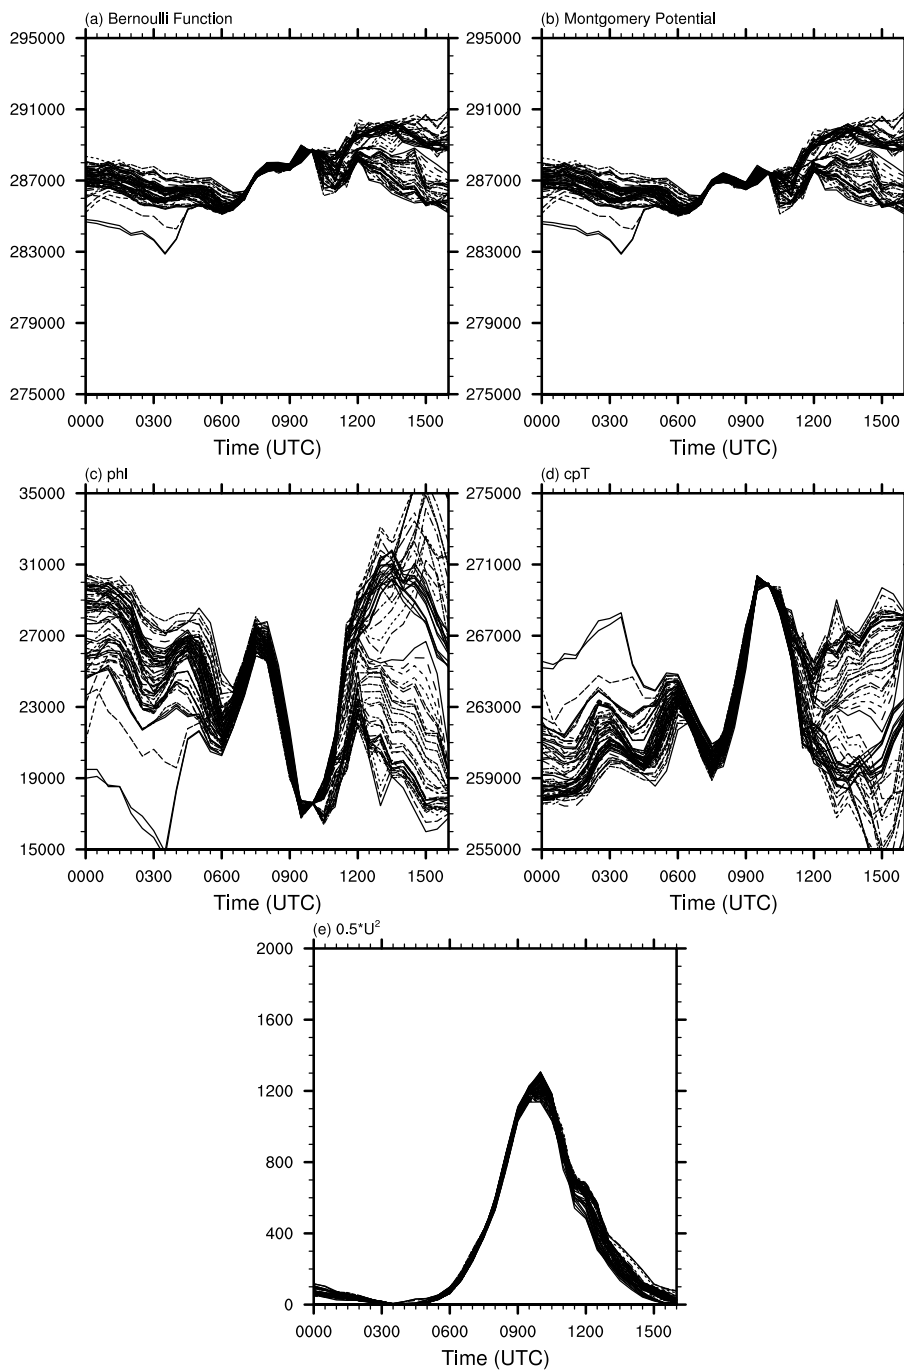 (a) Bernoulli Function
(b) Montgomery Potential
295000 295000
291000 291000
287000 287000
283000 283000
279000 279000
275000 275000
0000 0300 0600 0900 1200 1500 0000 0300 0600 0900 1200 1500
Time (UTC) Time (UTC)
(c) phI
(d) cpT
35000 275000
31000 271000
27000 267000
23000 263000
19000 259000
15000 255000
0000 0300 0600 0900 1200 1500 0000 0300 0600 0900 1200 1500
Time (UTC) Time (UTC)
(e) 0.5*U²
2000
1600
1200
800
400
0
0000 0300 0600 0900 1200 1500
Time (UTC)